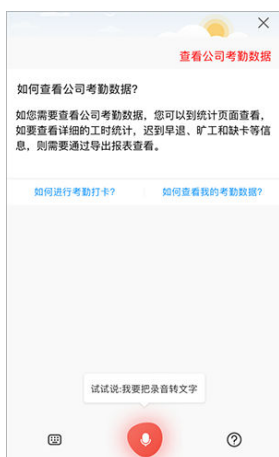 查看公司考勤数据
如何查看公司考勤数据?
如您需要查看公司考勤数据，您可以到统计页面查看，
如要查看详细的工时统计，迟到早退、旷工和缺卡等信
息，则需要通过导出报表查看。
如何进行考勤打卡?
如何查看我的考勤数据?
试试说:我要把录音转文字